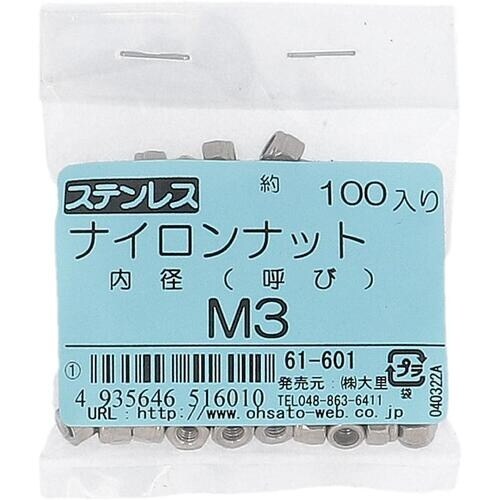 ステンレス 約 100入り
ナイロンナット
内径(呼び)
M3
① 61-601 プラ
発売元:㈱大里 袋
4 935646 516010 TEL048-863-6411 040322A
URL:http://www.ohsato-web.co.jp